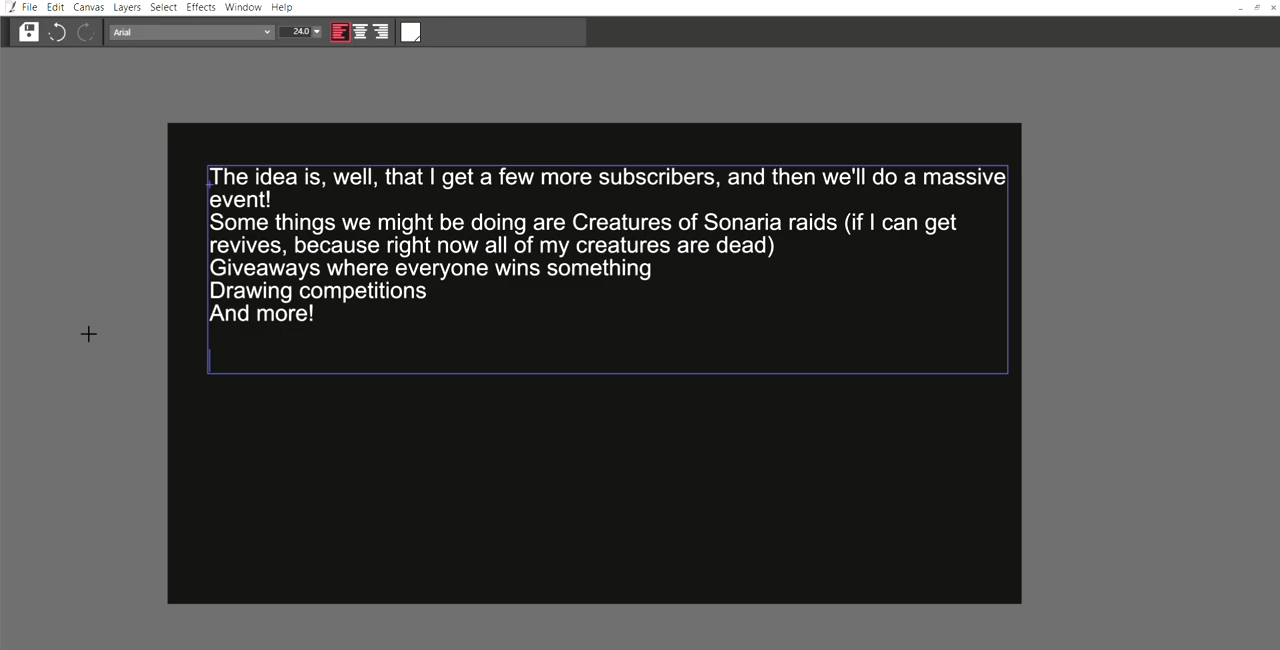 File Edit Canvas Layers Select Effects Window Help
Arial 24.0
The idea is, well, that I get a few more subscribers, and then we'll do a massive
event!
Some things we might be doing are Creatures of Sonaria raids (if I can get
revives, because right now all of my creatures are dead)
Giveaways where everyone wins something
Drawing competitions
And more!